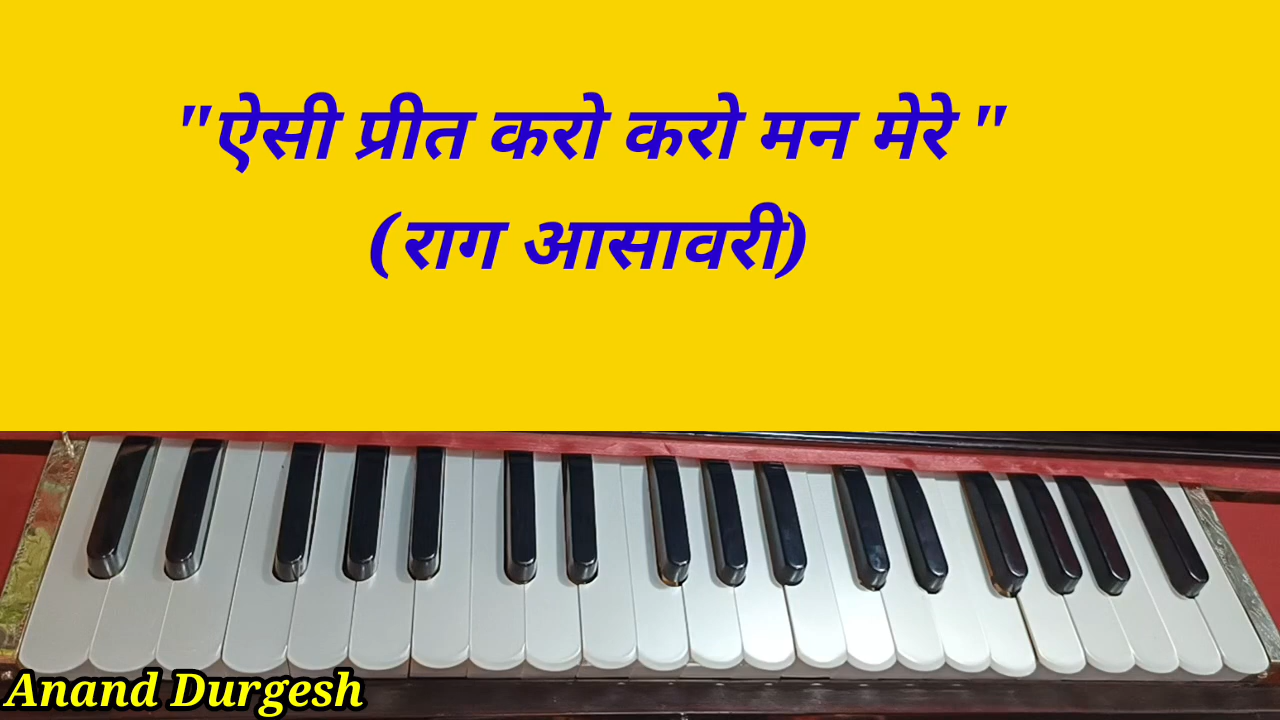 "ऐसी प्रीत करो करो मन मेरे "
(राग आसावरी)
Anand Durgesh